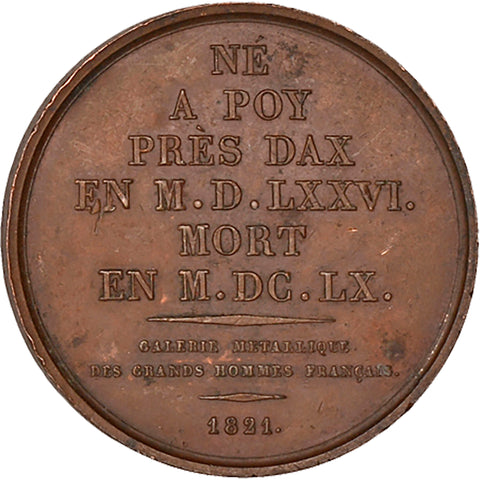 NÉ
A POY
PRÈS DAX
EN M.D.LXXVI.
MORT
EN M.DC.LX.
GALERIE METALLIQUE
DES GRANDS HOMMES FRANÇAIS.
1821.